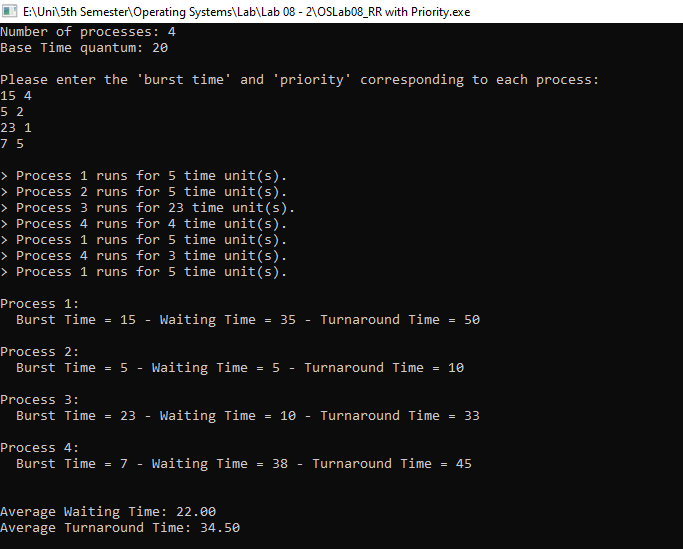 E:\Uni\5th Semester\Operating Systems\Lab\Lab 08 - 2\OSLab08_RR with Priority.exe
Number of processes: 4
Base Time quantum: 20
Please enter the 'burst time' and 'priority' corresponding to each process:
15 4
5 2
23 1
7 5
> Process 1 runs for 5 time unit(s).
> Process 2 runs for 5 time unit(s).
> Process 3 runs for 23 time unit(s).
> Process 4 runs for 4 time unit(s).
> Process 1 runs for 5 time unit(s).
> Process 4 runs for 3 time unit(s).
> Process 1 runs for 5 time unit(s).
Process 1:
Burst Time = 15 - Waiting Time = 35 - Turnaround Time = 50
Process 2:
Burst Time = 5 - Waiting Time = 5 - Turnaround Time = 10
Process 3:
Burst Time = 23 - Waiting Time = 10 - Turnaround Time = 33
Process 4:
Burst Time = 7 - Waiting Time = 38 - Turnaround Time = 45
Average Waiting Time: 22.00
Average Turnaround Time: 34.50